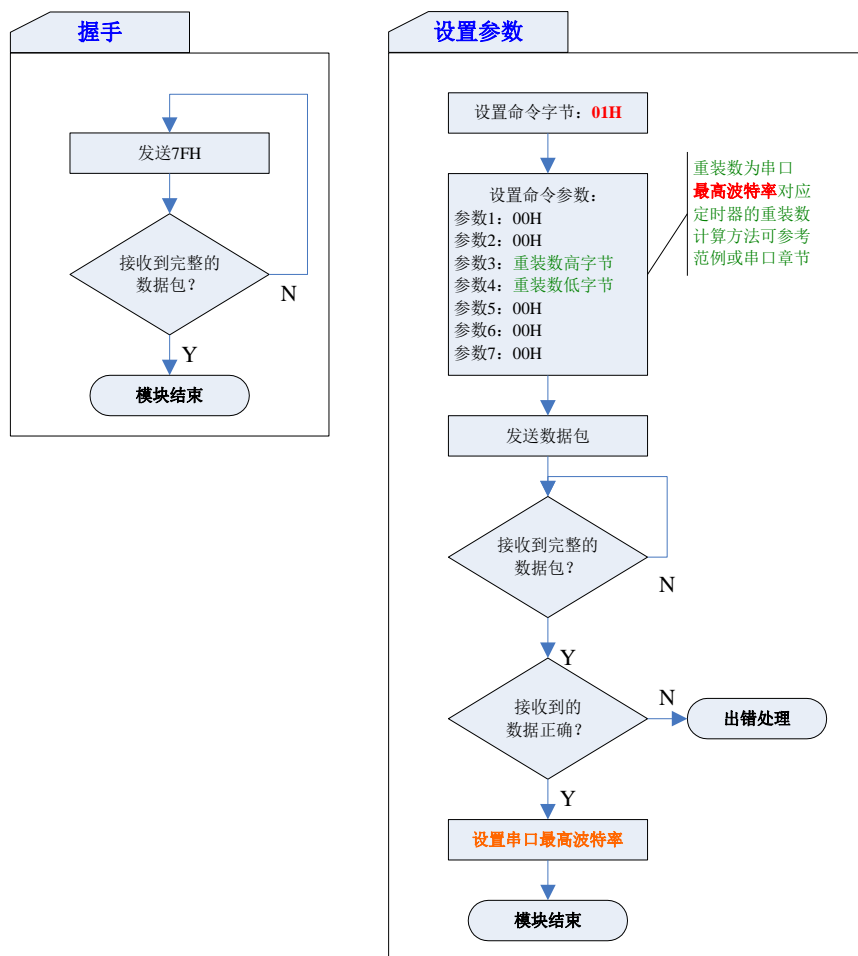 握手
发送7FH
接收到完整的
数据包？
N
Y
模块结束
设置参数
设置命令字节：01H
设置命令参数：
参数1：00H
参数2：00H
参数3：重装数高字节
参数4：重装数低字节
参数5：00H
参数6：00H
参数7：00H
重装数为串口
最高波特率对应
定时器的重装数
计算方法可参考
范例或串口章节
发送数据包
接收到完整的
数据包？
N
Y
接收到的
数据正确？
N
出错处理
Y
设置串口最高波特率
模块结束